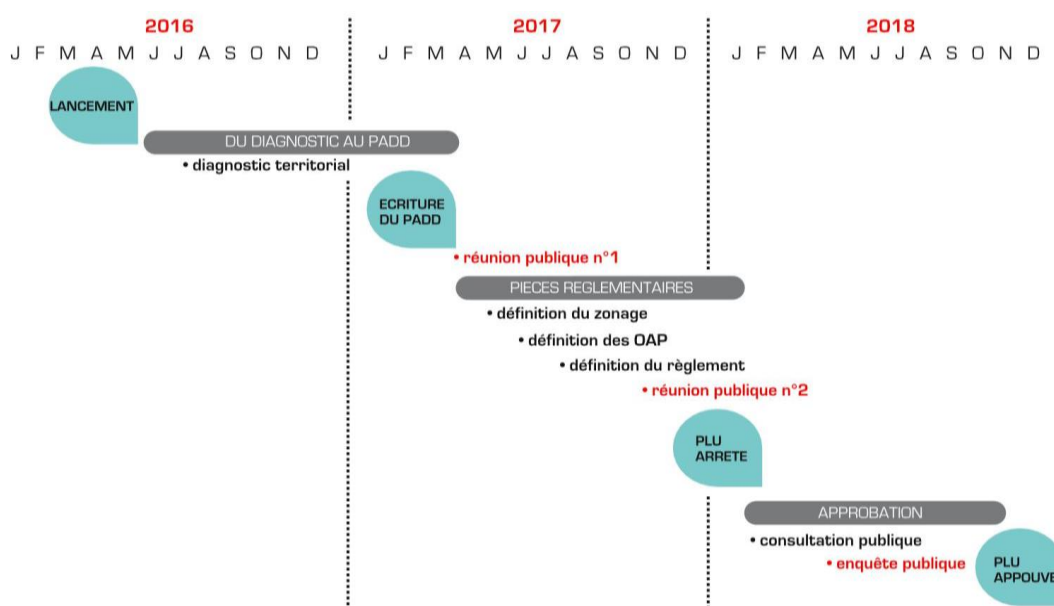 2016 2017 2018
J F M A M J J A S O N D J F M A M J J A S O N D J F M A M J J A S O N D
LANCEMENT
DU DIAGNOSTIC AU PADD
• diagnostic territorial
ECRITURE
DU PADD
• réunion publique n°1
PIECES REGLEMENTAIRES
• définition du zonage
• définition des OAP
• définition du règlement
• réunion publique n°2
PLU
ARRETE
APPROBATION
• consultation publique
• enquête publique
PLU
APPOUVE